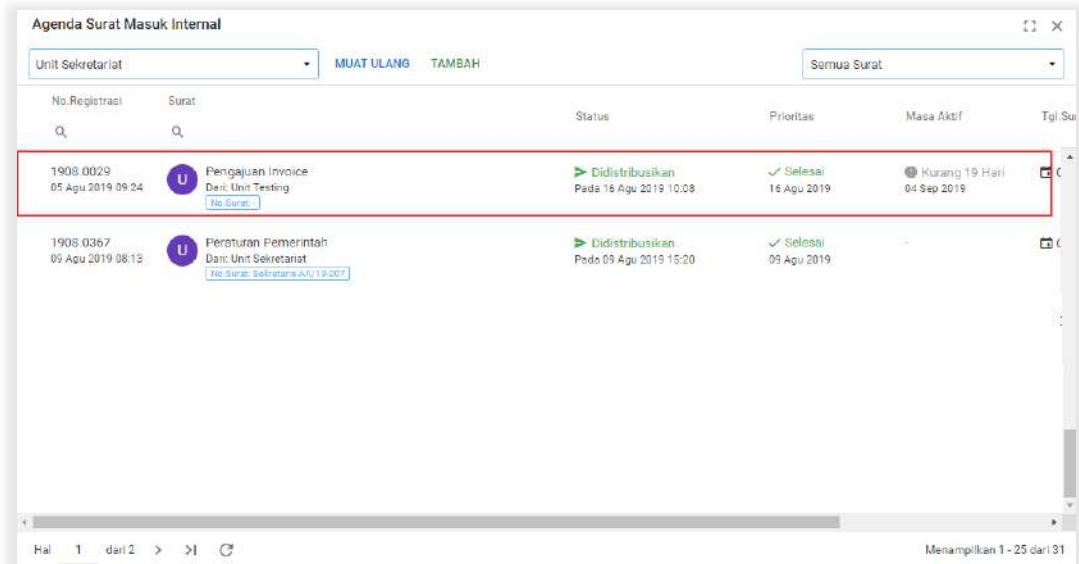 Agenda Surat Masuk Internal
Unit Sekretariat MUAT ULANG TAMBAH Semua Surat
No.Registrasi Surat Status Prioritas Masa Aktif Tgl.Sur
1908.0029 Pengajuan Invoice Didistribusikan Selesai Kurang 19 Hari
05 Agu 2019 09:24 Dari: Unit Testing Pada 16 Agu 2019 10:08 16 Agu 2019 04 Sep 2019
U
No.Surat: -
1908.0367 Peraturan Pemerintah Didistribusikan Selesai -
09 Agu 2019 08:13 Dari: Unit Sekretariat Pada 09 Agu 2019 15:20 09 Agu 2019
U
No.Surat: Sekretaris-AA/19-007
Hal 1 dari 2 Menampilkan 1 - 25 dari 31